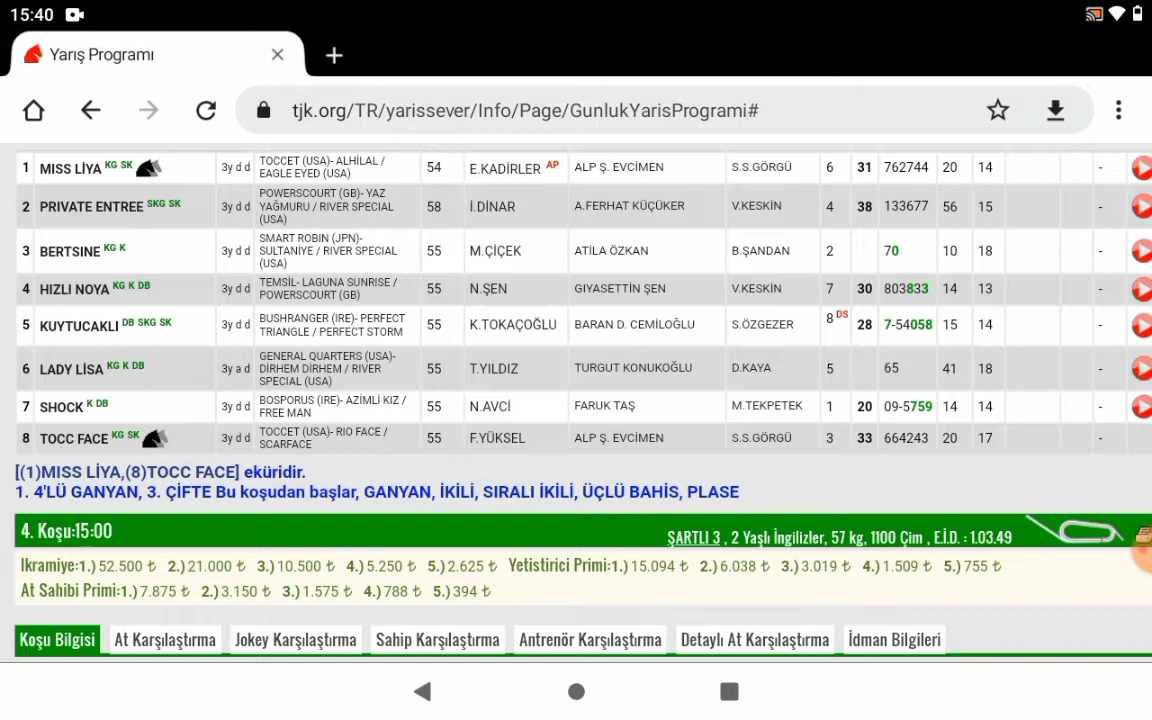 15:40
Yarış Programı
tjk.org/TR/yarissever/Info/Page/GunlukYarisProgrami#
1 MISS LİYA KG SK 3y d d TOCCET (USA)- ALHİLAL / EAGLE EYED (USA) 54 E.KADİRLER AP ALP Ş. EVCİMEN S.S.GÖRGÜ 6 31 762744 20 14 -
2 PRIVATE ENTREE SKG SK 3y d d POWERSCOURT (GB)- YAZ YAĞMURU / RIVER SPECIAL (USA) 58 İ.DİNAR A.FERHAT KÜÇÜKER V.KESKİN 4 38 133677 56 15 -
3 BERTSINE KG K 3y d d SMART ROBIN (JPN)- SULTANİYE / RIVER SPECIAL (USA) 55 M.ÇİÇEK ATİLA ÖZKAN B.ŞANDAN 2 70 10 18 -
4 HIZLI NOYA KG K DB 3y d d TEMSİL- LAGUNA SUNRISE / POWERSCOURT (GB) 55 N.ŞEN GIYASETTİN ŞEN V.KESKİN 7 30 803833 14 13 -
5 KUYTUCAKLI DB SKG SK 3y d d BUSHRANGER (IRE)- PERFECT TRIANGLE / PERFECT STORM 55 K.TOKAÇOĞLU BARAN D. CEMİLOĞLU S.ÖZGEZER 8 DS 28 7-54058 15 14 -
6 LADY LİSA KG K DB 3y a d GENERAL QUARTERS (USA)- DİRHEM DİRHEM / RIVER SPECIAL (USA) 55 T.YILDIZ TURGUT KONUKOĞLU D.KAYA 5 65 41 18 -
7 SHOCK K DB 3y d d BOSPORUS (IRE)- AZİMLİ KIZ / FREE MAN 55 N.AVCİ FARUK TAŞ M.TEKPETEK 1 20 09-5759 14 14 -
8 TOCC FACE KG SK 3y d d TOCCET (USA)- RIO FACE / SCARFACE 55 F.YÜKSEL ALP Ş. EVCİMEN S.S.GÖRGÜ 3 33 664243 20 17 -
[(1)MISS LİYA,(8)TOCC FACE] eküridir.
1. 4'LÜ GANYAN, 3. ÇİFTE Bu koşudan başlar, GANYAN, İKİLİ, SIRALI İKİLİ, ÜÇLÜ BAHİS, PLASE
4. Koşu:15:00 ŞARTLI 3 , 2 Yaşlı İngilizler, 57 kg, 1100 Çim , E.İ.D. : 1.03.49
Ikramiye:1.) 52.500 ₺ 2.) 21.000 ₺ 3.) 10.500 ₺ 4.) 5.250 ₺ 5.) 2.625 ₺ Yetistirici Primi:1.) 15.094 ₺ 2.) 6.038 ₺ 3.) 3.019 ₺ 4.) 1.509 ₺ 5.) 755 ₺
At Sahibi Primi:1.) 7.875 ₺ 2.) 3.150 ₺ 3.) 1.575 ₺ 4.) 788 ₺ 5.) 394 ₺
Koşu Bilgisi At Karşılaştırma Jokey Karşılaştırma Sahip Karşılaştırma Antrenör Karşılaştırma Detaylı At Karşılaştırma İdman Bilgileri